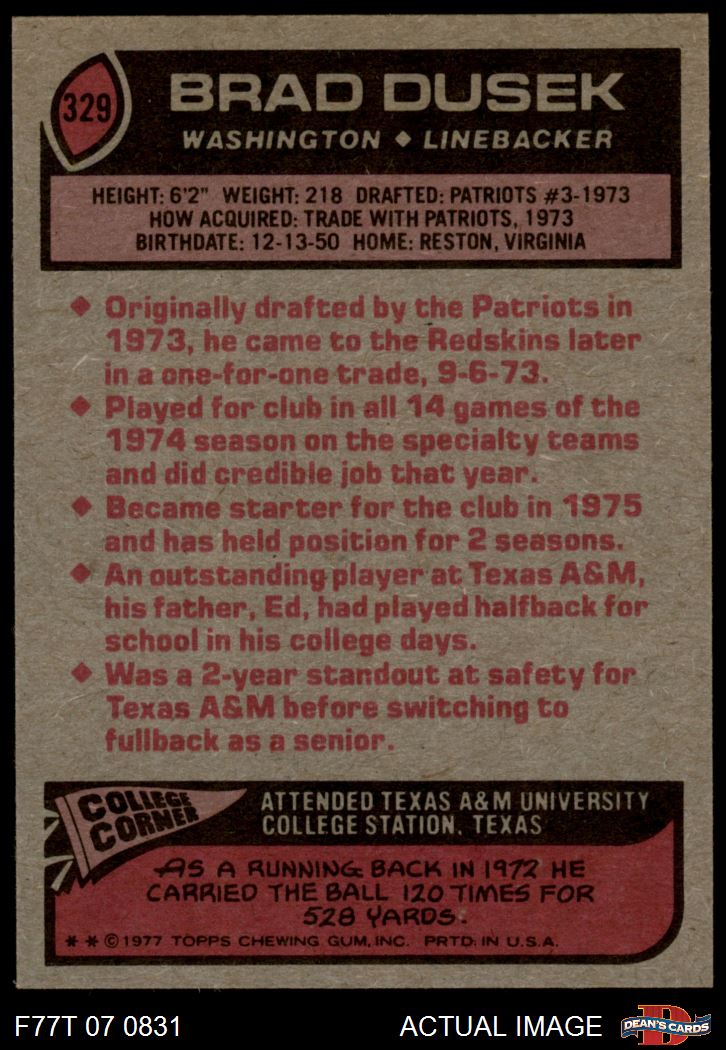 329
BRAD DUSEK
WASHINGTON ◆ LINEBACKER
HEIGHT: 6'2" WEIGHT: 218 DRAFTED: PATRIOTS #3-1973
HOW ACQUIRED: TRADE WITH PATRIOTS, 1973
BIRTHDATE: 12-13-50 HOME: RESTON, VIRGINIA
◆ Originally drafted by the Patriots in
1973, he came to the Redskins later
in a one-for-one trade, 9-6-73.
◆ Played for club in all 14 games of the
1974 season on the specialty teams
and did credible job that year.
◆ Became starter for the club in 1975
and has held position for 2 seasons.
◆ An outstanding player at Texas A&M,
his father, Ed, had played halfback for
school in his college days.
◆ Was a 2-year standout at safety for
Texas A&M before switching to
fullback as a senior.
COLLEGE
CORNER
ATTENDED TEXAS A&M UNIVERSITY
COLLEGE STATION, TEXAS
AS A RUNNING BACK IN 1972 HE
CARRIED THE BALL 120 TIMES FOR
528 YARDS.
* * © 1977 TOPPS CHEWING GUM, INC. PRTD. IN U.S.A.
F77T 07 0831
ACTUAL IMAGE
D
DEAN'S CARDS